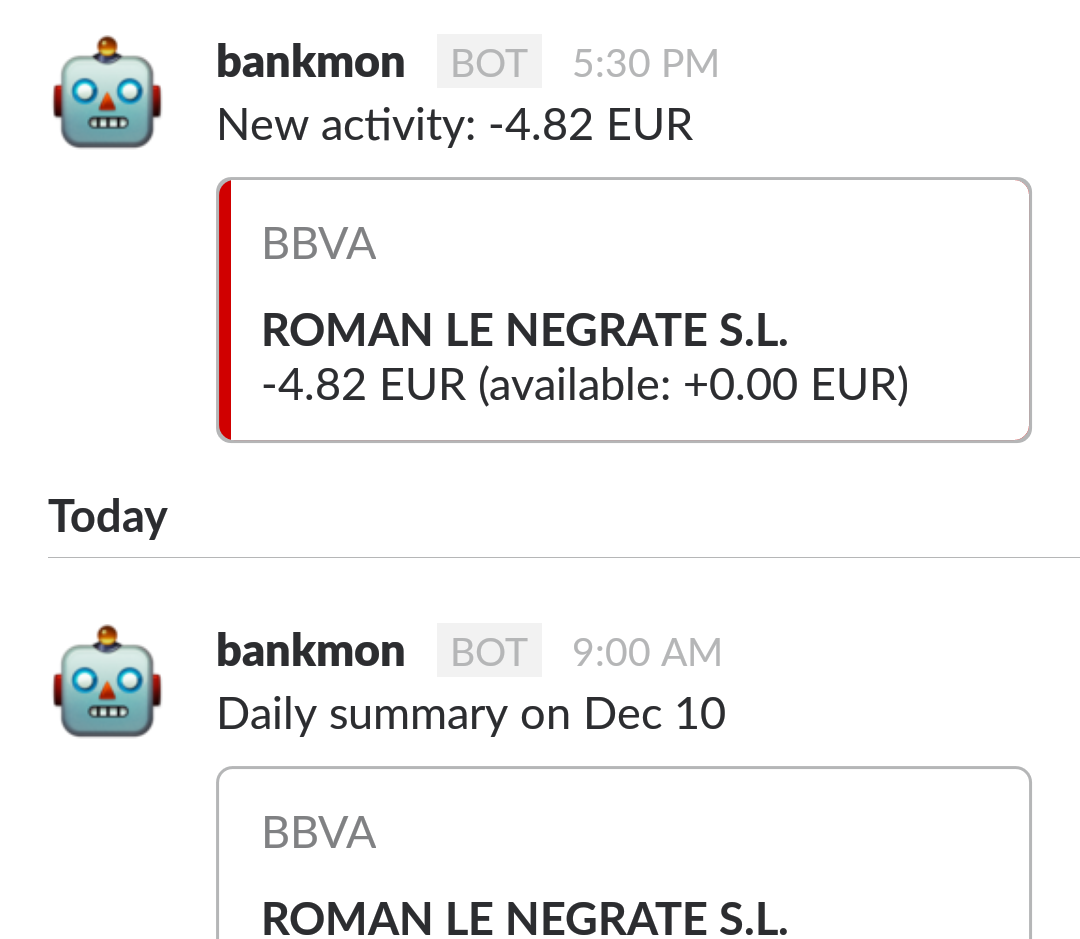 bankmon BOT 5:30 PM
New activity: -4.82 EUR
BBVA
ROMAN LE NEGRATE S.L.
-4.82 EUR (available: +0.00 EUR)
Today
bankmon BOT 9:00 AM
Daily summary on Dec 10
BBVA
ROMAN LE NEGRATE S.L.